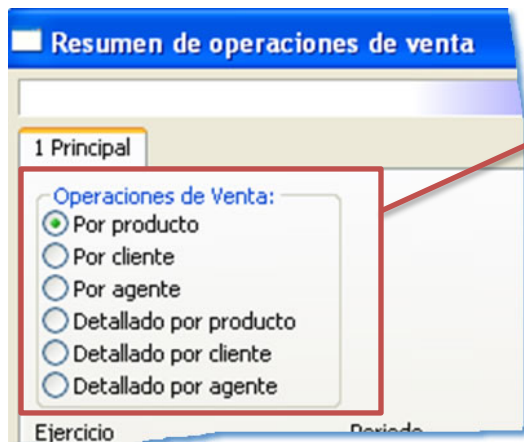 Resumen de operaciones de venta
1 Principal
Operaciones de Venta:
Por producto
Por cliente
Por agente
Detallado por producto
Detallado por cliente
Detallado por agente
Ejercicio Periodo